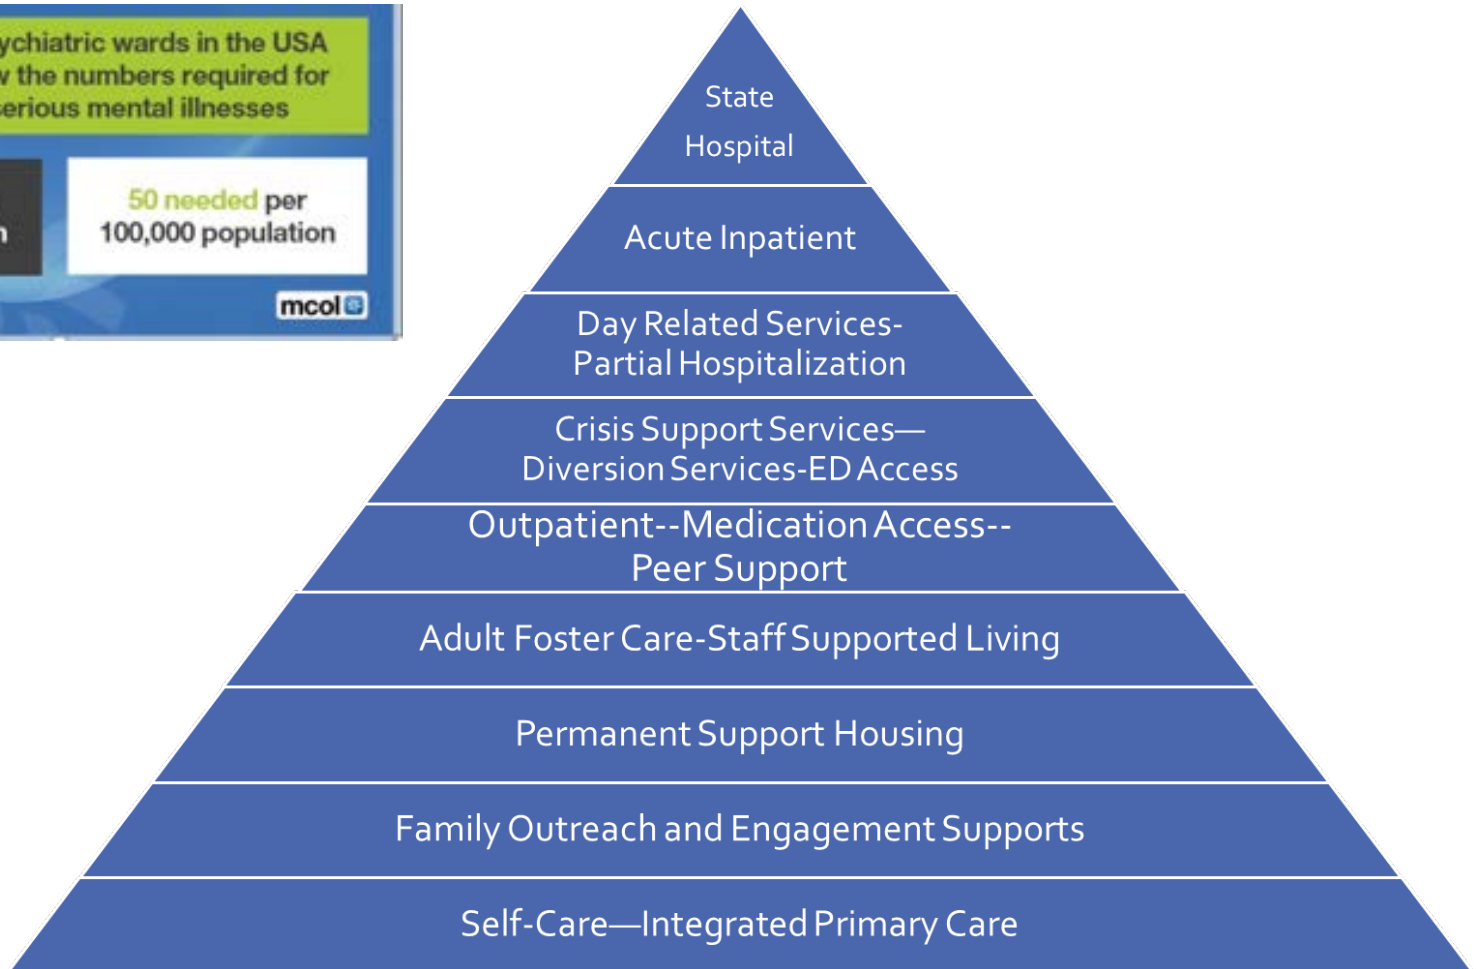 ychiatric wards in the USA
the numbers required for
serious mental illnesses
50 needed per
100,000 population
mcol
State
Hospital
Acute Inpatient
Day Related Services-
Partial Hospitalization
Crisis Support Services—
Diversion Services-ED Access
Outpatient--Medication Access--
Peer Support
Adult Foster Care-Staff Supported Living
Permanent Support Housing
Family Outreach and Engagement Supports
Self-Care—Integrated Primary Care